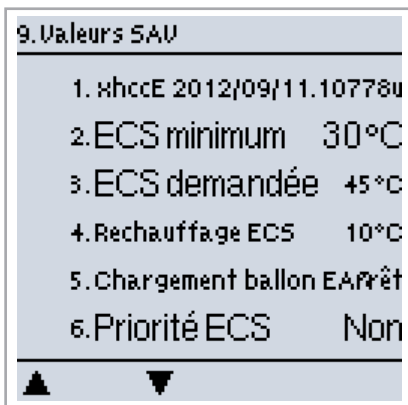 9.Valeurs SAV
1. xhccE 2012/09/11.10778u
2.ECS minimum 30°C
3.ECS demandée 45°C
4.Rechauffage ECS 10°C
5.Chargement ballon EArrêt
6.Priorité ECS Non